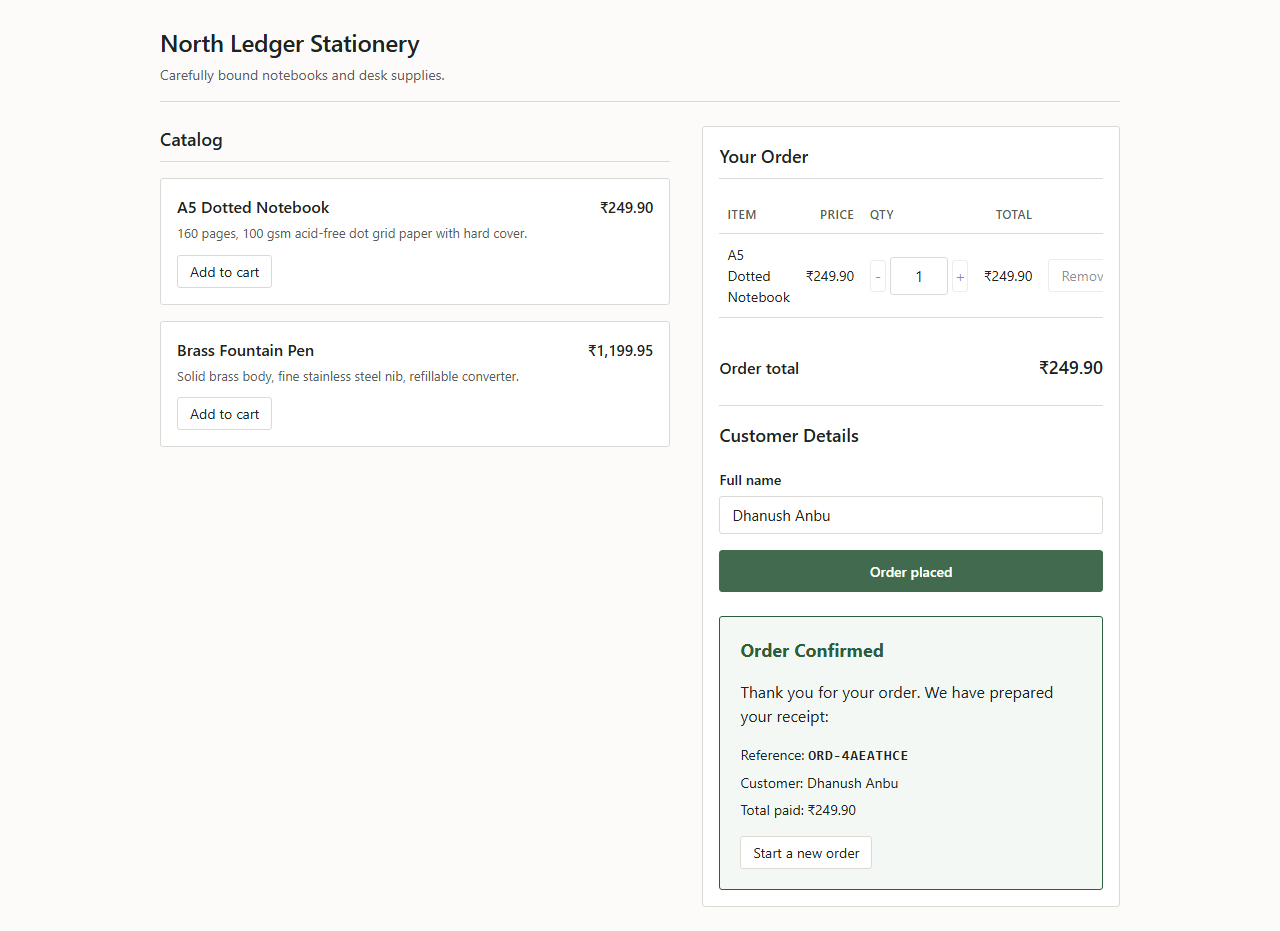 North Ledger Stationery
Carefully bound notebooks and desk supplies.
Catalog
A5 Dotted Notebook ₹249.90
160 pages, 100 gsm acid-free dot grid paper with hard cover.
Add to cart
Brass Fountain Pen ₹1,199.95
Solid brass body, fine stainless steel nib, refillable converter.
Add to cart
Your Order
ITEM PRICE QTY TOTAL
A5
Dotted
Notebook
₹249.90 - 1 + ₹249.90 Remov
Order total ₹249.90
Customer Details
Full name
Dhanush Anbu
Order placed
Order Confirmed
Thank you for your order. We have prepared
your receipt:
Reference: ORD-4AEATHCE
Customer: Dhanush Anbu
Total paid: ₹249.90
Start a new order